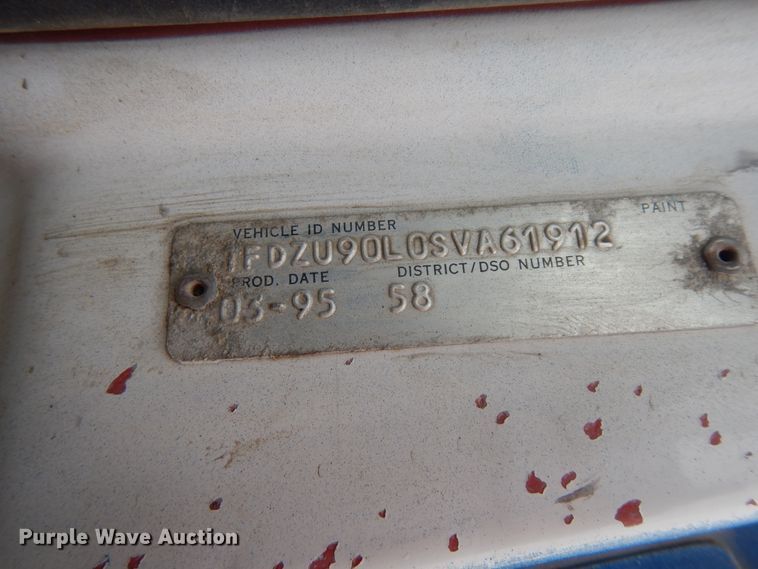 PAINT
VEHICLE ID NUMBER
1FDZU90L0SVA61912
PROD. DATE DISTRICT/DSO NUMBER
03-95 58
Purple Wave Auction